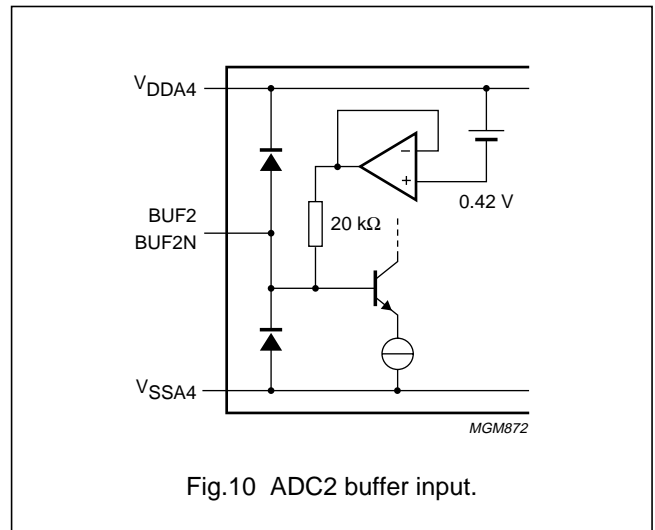 VDDA4
BUF2
BUF2N
VSSA4
−
+
0.42 V
20 kΩ
MGM872
Fig.10 ADC2 buffer input.